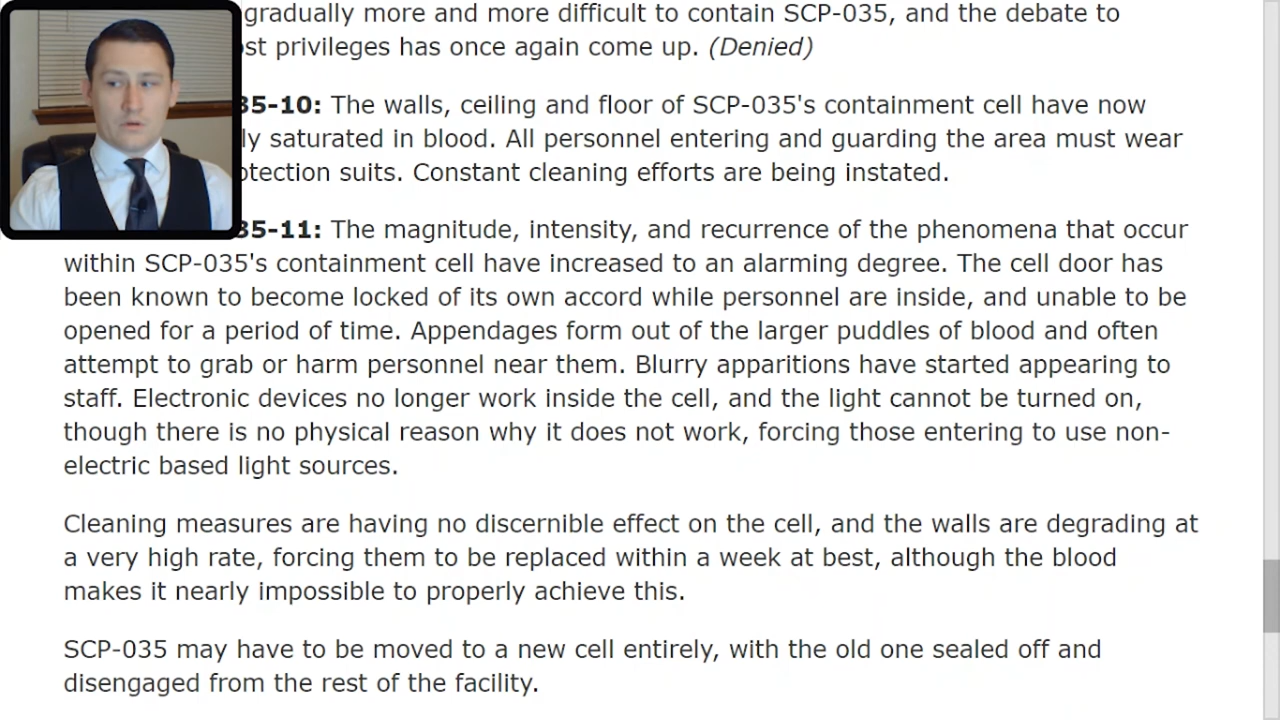 gradually more and more difficult to contain SCP-035, and the debate to
privileges has once again come up. (Denied)
The walls, ceiling and floor of SCP-035's containment cell have now
saturated in blood. All personnel entering and guarding the area must wear
suits. Constant cleaning efforts are being instated.
35-11: The magnitude, intensity, and recurrence of the phenomena that occur
within SCP-035's containment cell have increased to an alarming degree. The cell door has
been known to become locked of its own accord while personnel are inside, and unable to be
opened for a period of time. Appendages form out of the larger puddles of blood and often
attempt to grab or harm personnel near them. Blurry apparitions have started appearing to
staff. Electronic devices no longer work inside the cell, and the light cannot be turned on,
though there is no physical reason why it does not work, forcing those entering to use non-
electric based light sources.
Cleaning measures are having no discernible effect on the cell, and the walls are degrading at
a very high rate, forcing them to be replaced within a week at best, although the blood
makes it nearly impossible to properly achieve this.
SCP-035 may have to be moved to a new cell entirely, with the old one sealed off and
disengaged from the rest of the facility.